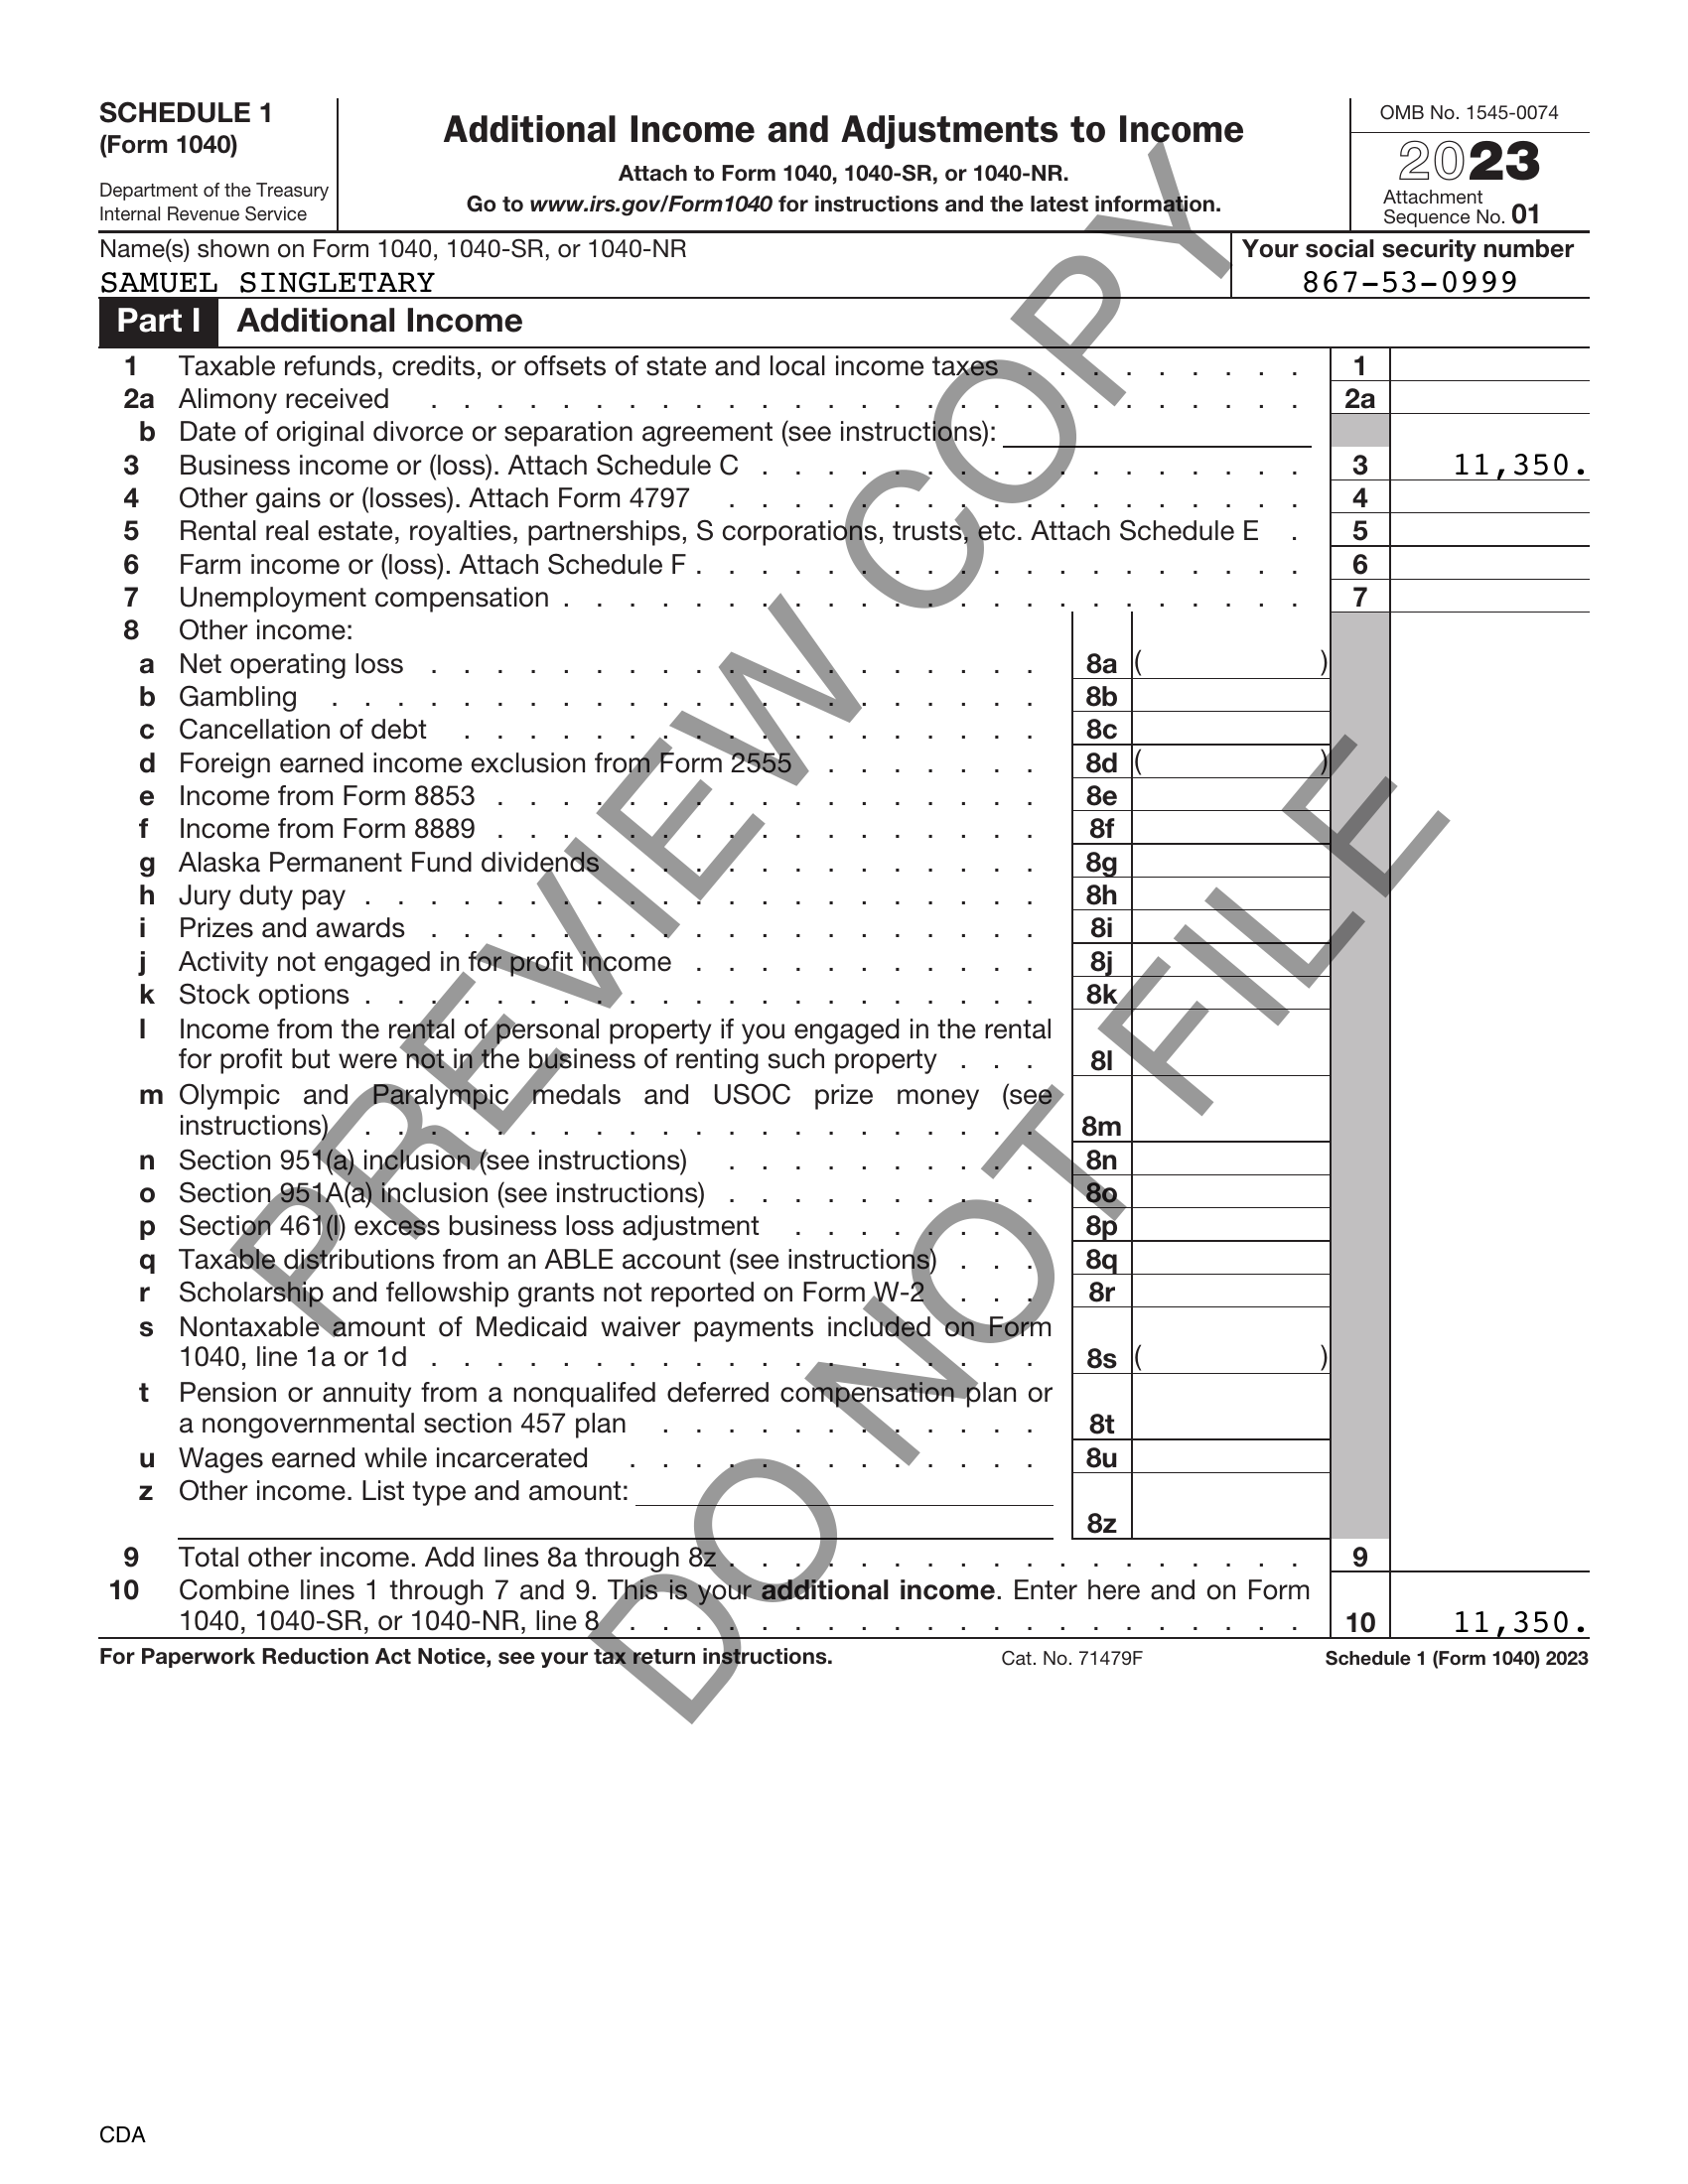 SCHEDULE 1
(Form 1040)
Department of the Treasury
Internal Revenue Service
Additional Income and Adjustments to Income
Attach to Form 1040, 1040-SR, or 1040-NR.
Go to www.irs.gov/Form1040 for instructions and the latest information.
OMB No. 1545-0074
2023
Attachment
Sequence No. 01
Name(s) shown on Form 1040, 1040-SR, or 1040-NR
SAMUEL SINGLETARY
Your social security number
867-53-0999
Part I Additional Income
1 Taxable refunds, credits, or offsets of state and local income taxes . . . . . . . . . 1
2a Alimony received . . . . . . . . . . . . . . . . . . . . . . . . . . . 2a
b Date of original divorce or separation agreement (see instructions):
3 Business income or (loss). Attach Schedule C . . . . . . . . . . . . . . . . . 3 11,350.
4 Other gains or (losses). Attach Form 4797 . . . . . . . . . . . . . . . . . . 4
5 Rental real estate, royalties, partnerships, S corporations, trusts, etc. Attach Schedule E . 5
6 Farm income or (loss). Attach Schedule F . . . . . . . . . . . . . . . . . . . 6
7 Unemployment compensation . . . . . . . . . . . . . . . . . . . . . . . 7
8 Other income:
a Net operating loss . . . . . . . . . . . . . . . . . . . 8a ( )
b Gambling . . . . . . . . . . . . . . . . . . . . . . 8b
c Cancellation of debt . . . . . . . . . . . . . . . . . . 8c
d Foreign earned income exclusion from Form 2555 . . . . . . . 8d ( )
e Income from Form 8853 . . . . . . . . . . . . . . . . . 8e
f Income from Form 8889 . . . . . . . . . . . . . . . . . 8f
g Alaska Permanent Fund dividends . . . . . . . . . . . . . 8g
h Jury duty pay . . . . . . . . . . . . . . . . . . . . . 8h
i Prizes and awards . . . . . . . . . . . . . . . . . . . 8i
j Activity not engaged in for profit income . . . . . . . . . . . 8j
k Stock options . . . . . . . . . . . . . . . . . . . . . 8k
l Income from the rental of personal property if you engaged in the rental
for profit but were not in the business of renting such property . . . 8l
m Olympic and Paralympic medals and USOC prize money (see
instructions) . . . . . . . . . . . . . . . . . . . . . 8m
n Section 951(a) inclusion (see instructions) . . . . . . . . . . 8n
o Section 951A(a) inclusion (see instructions) . . . . . . . . . . 8o
p Section 461(l) excess business loss adjustment . . . . . . . . 8p
q Taxable distributions from an ABLE account (see instructions) . . . 8q
r Scholarship and fellowship grants not reported on Form W-2 . . . 8r
s Nontaxable amount of Medicaid waiver payments included on Form
1040, line 1a or 1d . . . . . . . . . . . . . . . . . . . 8s ( )
t Pension or annuity from a nonqualifed deferred compensation plan or
a nongovernmental section 457 plan . . . . . . . . . . . . 8t
u Wages earned while incarcerated . . . . . . . . . . . . . 8u
z Other income. List type and amount:
8z
9 Total other income. Add lines 8a through 8z . . . . . . . . . . . . . . . . . . 9
10 Combine lines 1 through 7 and 9. This is your additional income. Enter here and on Form
1040, 1040-SR, or 1040-NR, line 8 . . . . . . . . . . . . . . . . . . . . . 10 11,350.
For Paperwork Reduction Act Notice, see your tax return instructions. Cat. No. 71479F Schedule 1 (Form 1040) 2023
PREVIEW COPY
DO NOT FILE
CDA